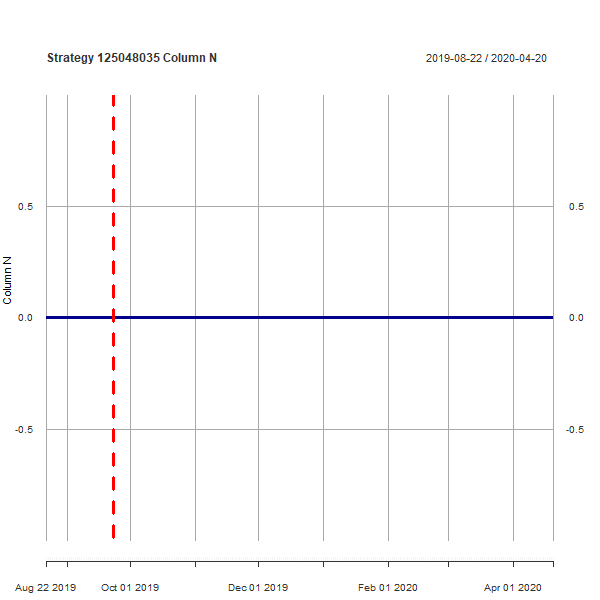 Strategy 125048035 Column N
2019-08-22 / 2020-04-20
0.5
0.5
Column N
0.0
0.0
-0.5
-0.5
Aug 22 2019
Oct 01 2019
Dec 01 2019
Feb 01 2020
Apr 01 2020